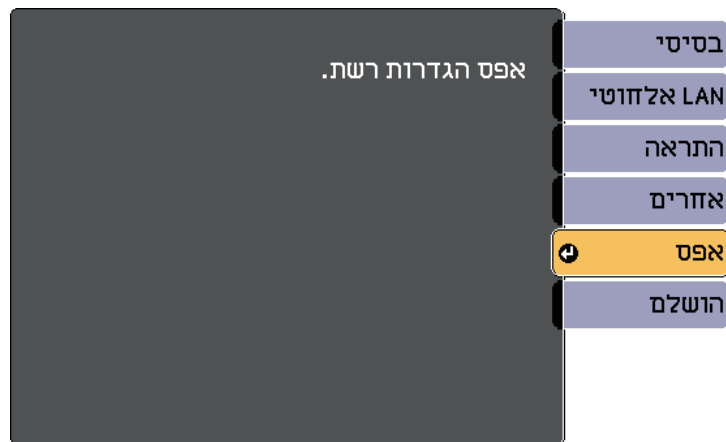 בסיסי
LAN אלחוטי
התראה
אחרים
אפס
הושלם
אפס הגדרות רשת.